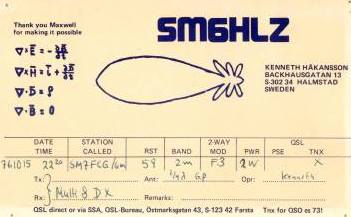 Thank you Maxwell
for making it possible
SM6HLZ
∇×Ē = -∂B̄/∂t
∇×H̄ = ī + ∂D̄/∂t
∇·D̄ = ρ
∇·B̄ = 0
KENNETH HÅKANSSON
BACKHAUSGATAN 13
S-302 34 HALMSTAD
SWEDEN
DATE TIME STATION CALLED RST BAND 2-WAY MOD PWR QSL PSE TNX
761015 2220 SM7FCG/6m 59 2m F3 2W X
Tx: Ant: 1/4λ GP Opr: Kenneth
Rx: Multi 8 DX Remarks:
QSL direct or via SSA, QSL-Bureau, Östmarksgatan 43, S-123 42 Farsta Tnx for QSO es 73!